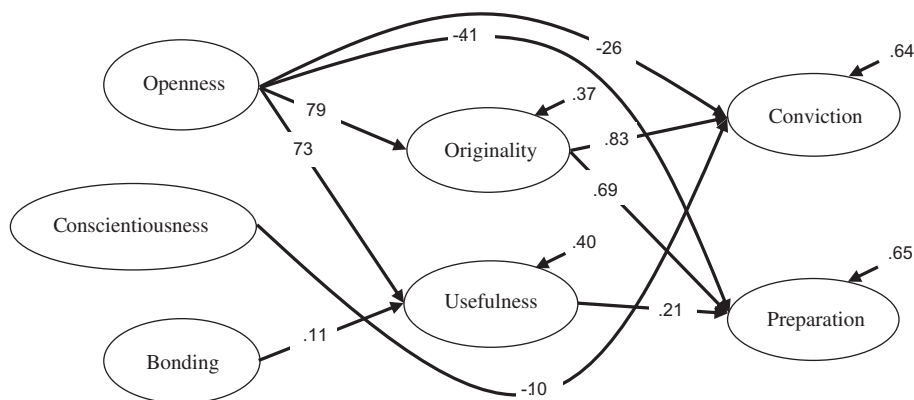 -.41
-26
.64
Openness
79
.37
Conviction
73
Originality
.83
.69
Conscientiousness
.40
.65
Usefulness
.21
Preparation
.11
Bonding
-.10